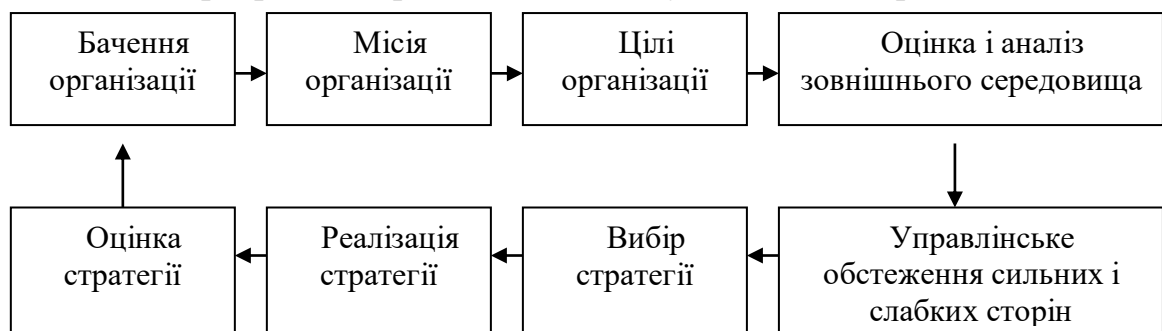 Бачення
організації
Місія
організації
Цілі
організації
Оцінка і аналіз
зовнішнього середовища
Оцінка
стратегії
Реалізація
стратегії
Вибір
стратегії
Управлінське
обстеження сильних і
слабких сторін